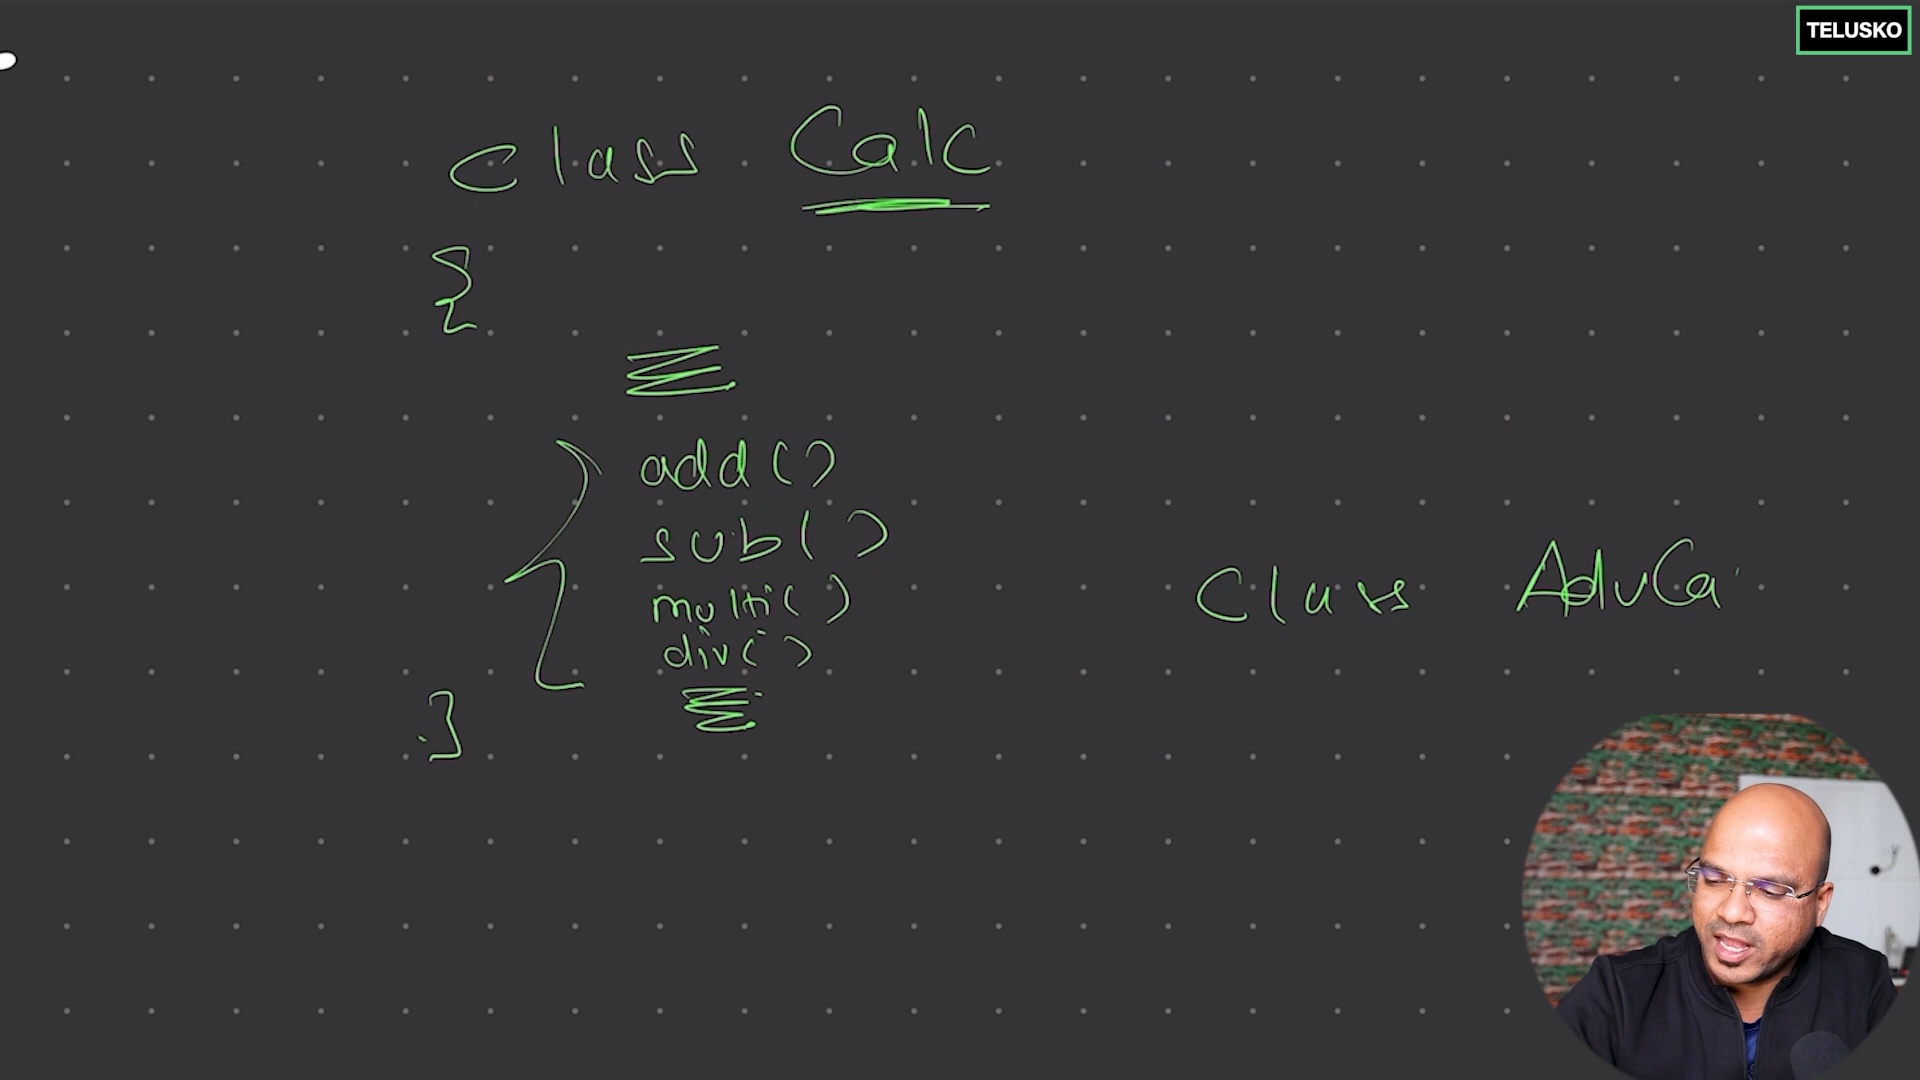 TELUSKO
class Calc
{
add()
sub()
multi()
div()
Class AdvCa
}